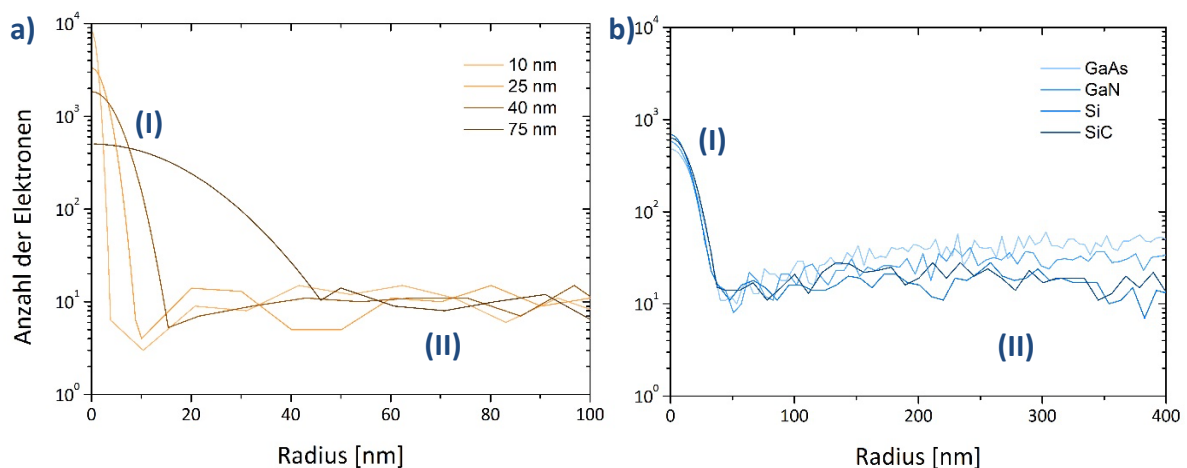 a)
10⁴
10³
10²
10¹
10⁰
Anzahl der Elektronen
(I)
(II)
10 nm
25 nm
40 nm
75 nm
0 20 40 60 80 100
Radius [nm]
b)
10⁴
10³
10²
10¹
10⁰
(I)
(II)
GaAs
GaN
Si
SiC
0 100 200 300 400
Radius [nm]